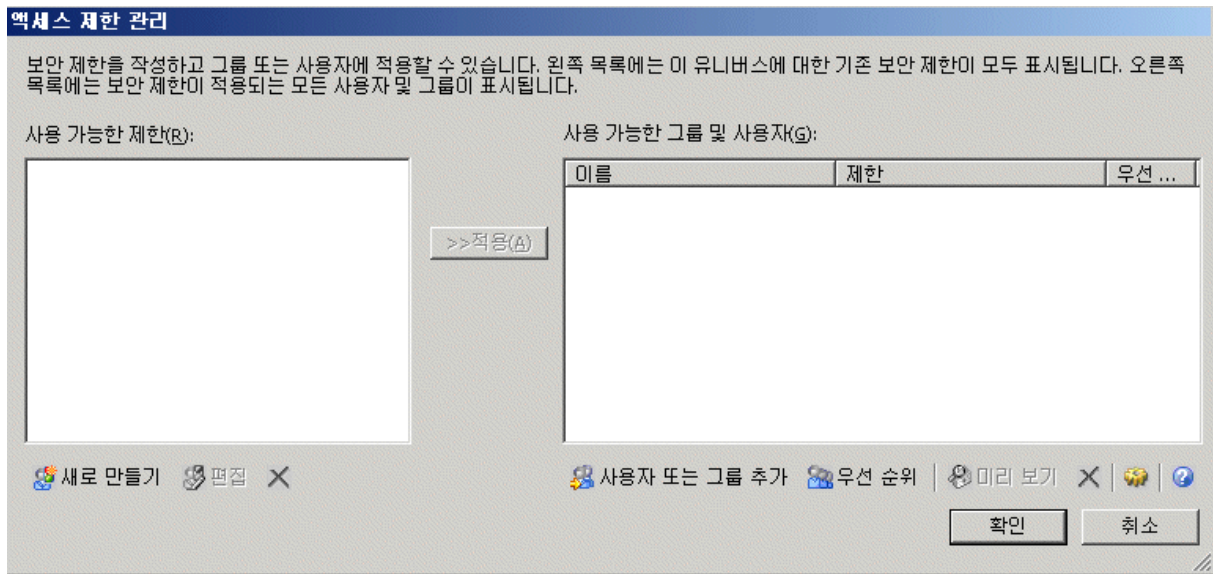 액세스 제한 관리
보안 제한을 작성하고 그룹 또는 사용자에 적용할 수 있습니다. 왼쪽 목록에는 이 유니버스에 대한 기존 보안 제한이 모두 표시됩니다. 오른쪽
목록에는 보안 제한이 적용되는 모든 사용자 및 그룹이 표시됩니다.
사용 가능한 제한(R):
사용 가능한 그룹 및 사용자(G):
이름 제한 우선 ...
>>적용(A)
새로 만들기 편집
사용자 또는 그룹 추가 우선 순위 미리 보기
확인 취소